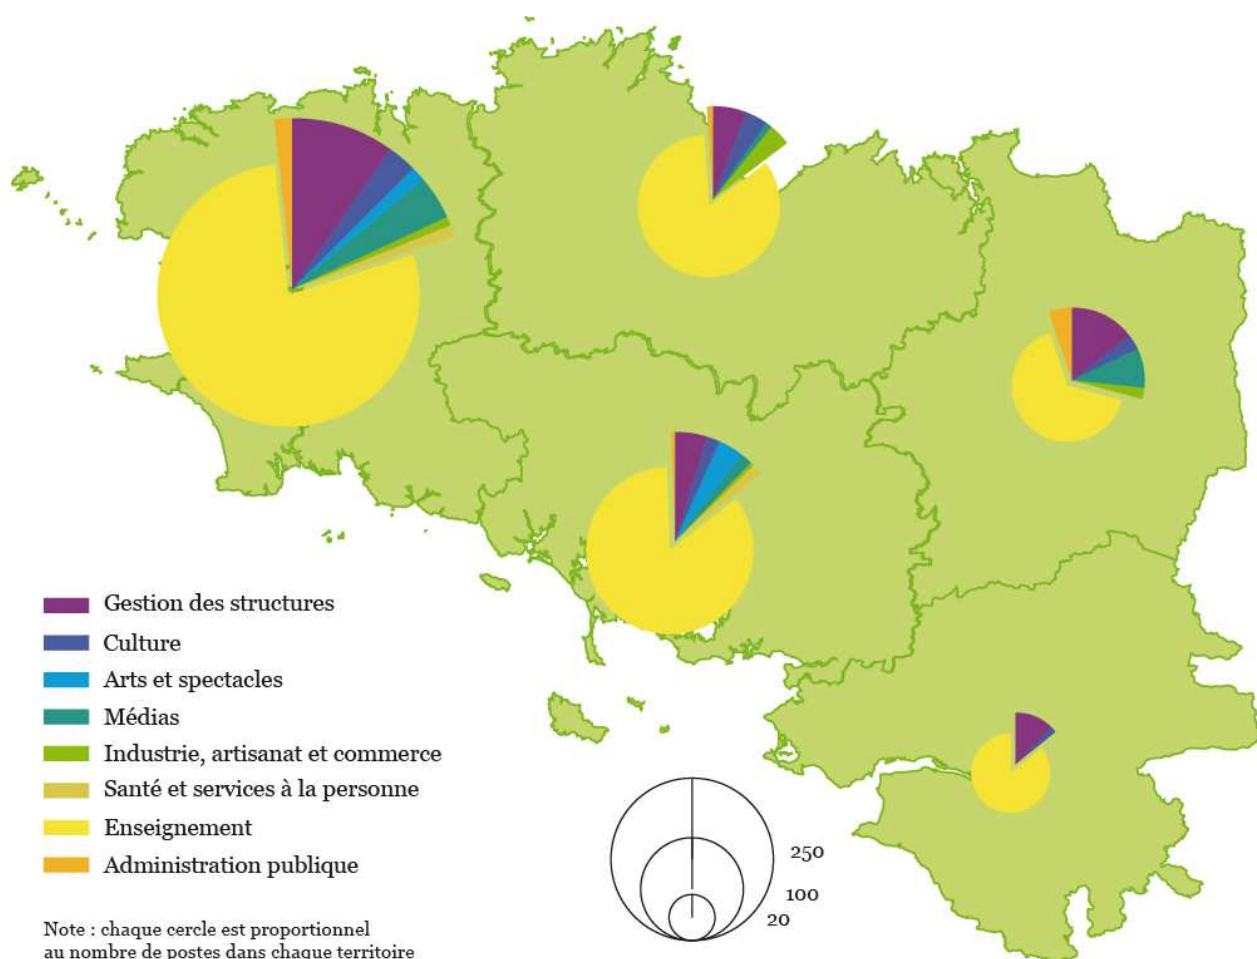 Gestion des structures
Culture
Arts et spectacles
Médias
Industrie, artisanat et commerce
Santé et services à la personne
Enseignement
Administration publique
250
100
20
Note : chaque cercle est proportionnel
au nombre de postes dans chaque territoire